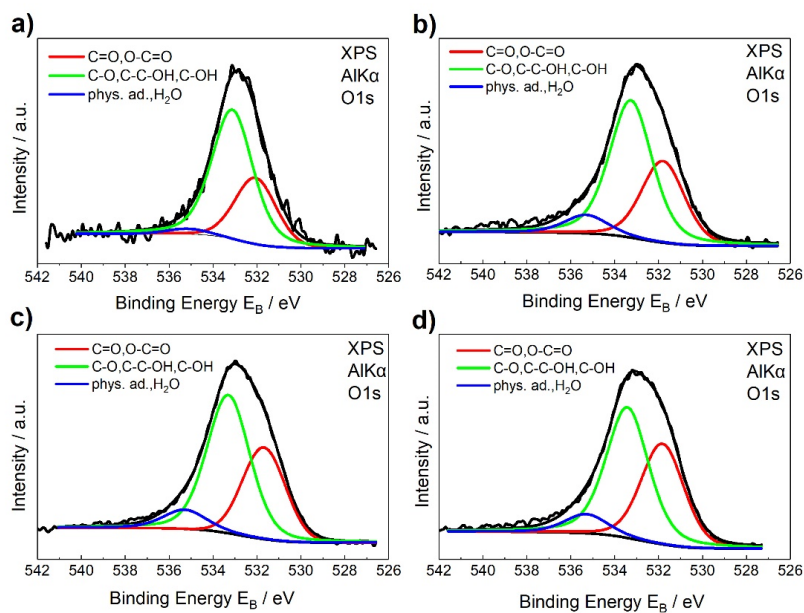 a)
C=O,O-C=O
C-O,C-C-OH,C-OH
phys. ad.,H₂O
XPS
AlKα
O1s
Intensity / a.u.
542 540 538 536 534 532 530 528 526
Binding Energy E_B / eV
b)
C=O,O-C=O
C-O,C-C-OH,C-OH
phys. ad.,H₂O
XPS
AlKα
O1s
Intensity / a.u.
542 540 538 536 534 532 530 528 526
Binding Energy E_B / eV
c)
C=O,O-C=O
C-O,C-C-OH,C-OH
phys. ad.,H₂O
XPS
AlKα
O1s
Intensity / a.u.
542 540 538 536 534 532 530 528 526
Binding Energy E_B / eV
d)
C=O,O-C=O
C-O,C-C-OH,C-OH
phys. ad.,H₂O
XPS
AlKα
O1s
Intensity / a.u.
542 540 538 536 534 532 530 528 526
Binding Energy E_B / eV